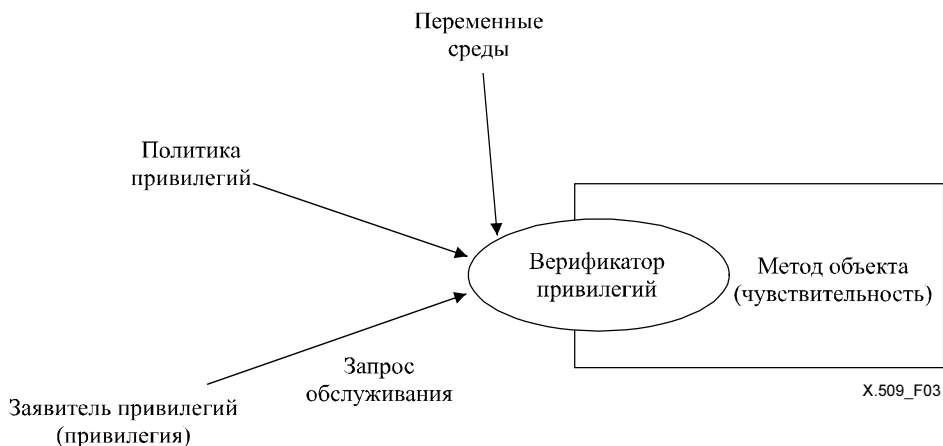 Переменные
среды
Политика
привилегий
Верификатор
привилегий
Метод объекта
(чувствительность)
Запрос
обслуживания
X.509_F03
Заявитель привилегий
(привилегия)